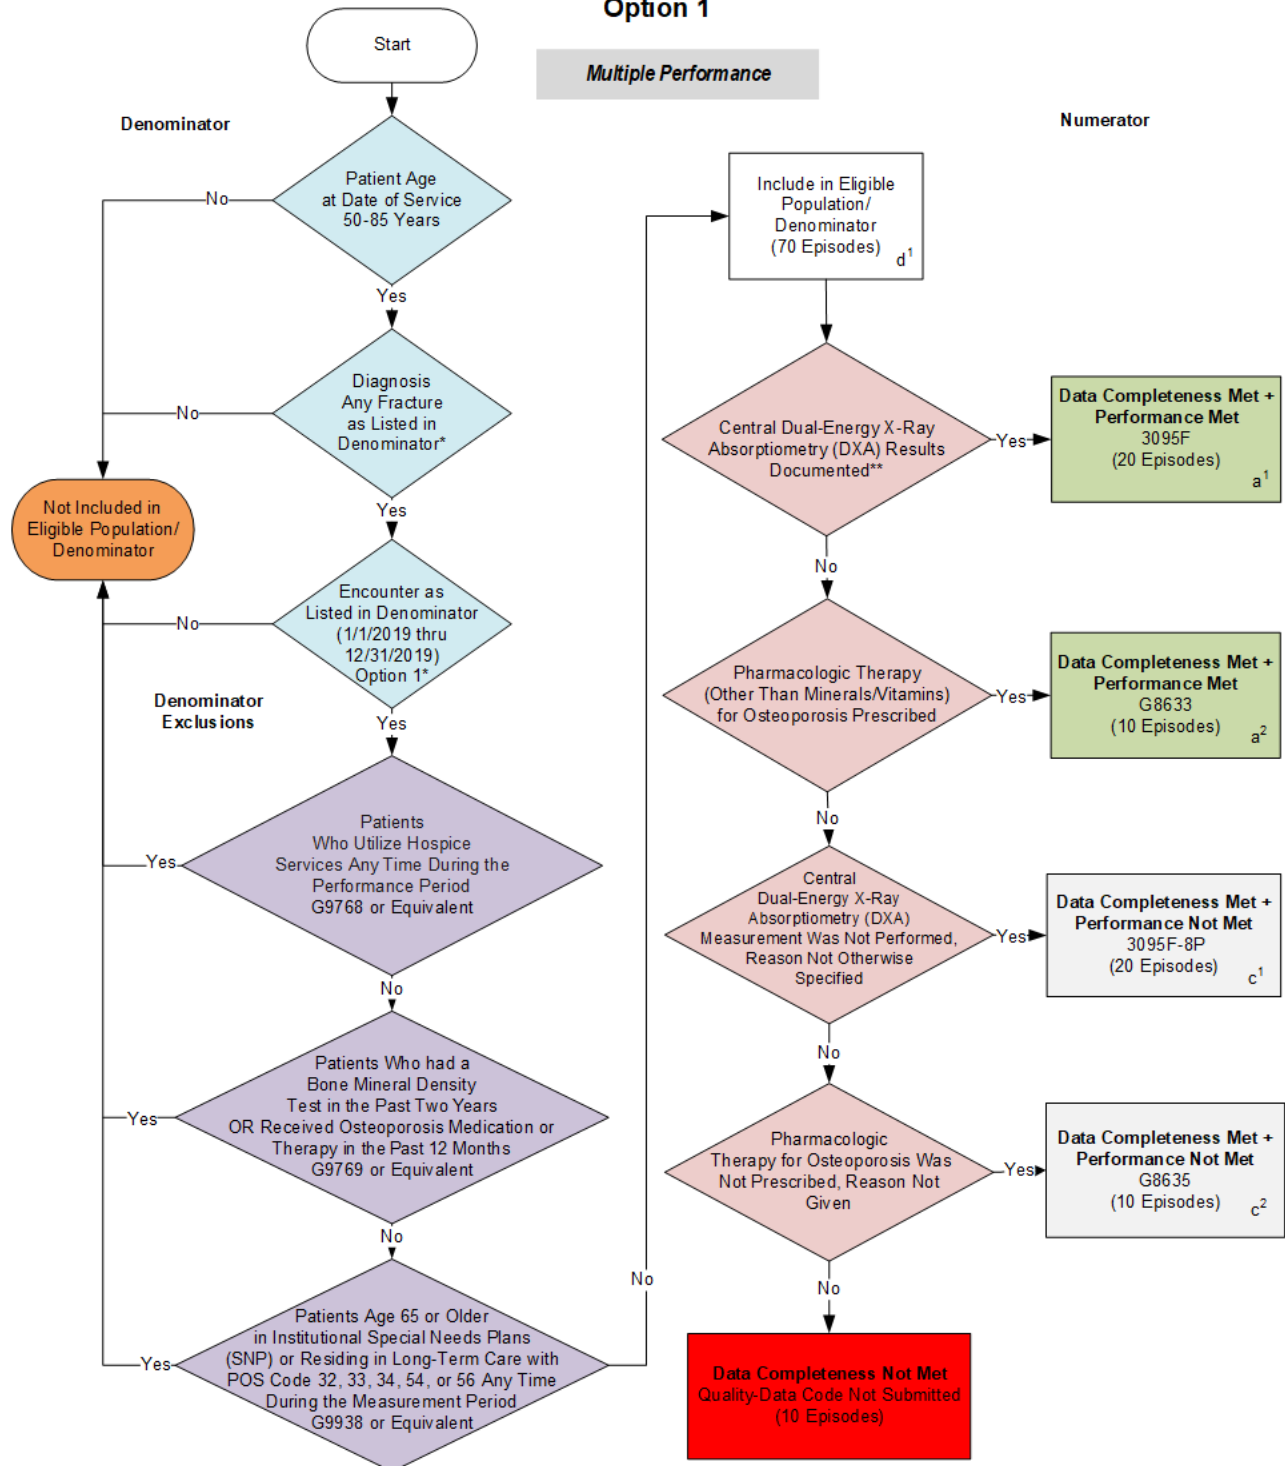 Option 1
Start
Multiple Performance
Denominator
Numerator
Patient Age
at Date of Service
50-85 Years
No
Yes
Diagnosis
Any Fracture
as Listed in
Denominator*
No
Yes
Not Included in
Eligible Population/
Denominator
Encounter as
Listed in Denominator
(1/1/2019 thru
12/31/2019)
Option 1*
No
Yes
Denominator
Exclusions
Patients
Who Utilize Hospice
Services Any Time During the
Performance Period
G9768 or Equivalent
Yes
No
Patients Who had a
Bone Mineral Density
Test in the Past Two Years
OR Received Osteoporosis Medication or
Therapy in the Past 12 Months
G9769 or Equivalent
Yes
No
Patients Age 65 or Older
in Institutional Special Needs Plans
(SNP) or Residing in Long-Term Care with
POS Code 32, 33, 34, 54, or 56 Any Time
During the Measurement Period
G9938 or Equivalent
Yes
No
Include in Eligible
Population/
Denominator
(70 Episodes)
d1
Central Dual-Energy X-Ray
Absorptiometry (DXA) Results
Documented**
Yes
Data Completeness Met +
Performance Met
3095F
(20 Episodes)
a1
No
Pharmacologic Therapy
(Other Than Minerals/Vitamins)
for Osteoporosis Prescribed
Yes
Data Completeness Met +
Performance Met
G8633
(10 Episodes)
a2
No
Central
Dual-Energy X-Ray
Absorptiometry (DXA)
Measurement Was Not Performed,
Reason Not Otherwise
Specified
Yes
Data Completeness Met +
Performance Not Met
3095F-8P
(20 Episodes)
c1
No
Pharmacologic
Therapy for Osteoporosis Was
Not Prescribed, Reason Not
Given
Yes
Data Completeness Met +
Performance Not Met
G8635
(10 Episodes)
c2
No
Data Completeness Not Met
Quality-Data Code Not Submitted
(10 Episodes)